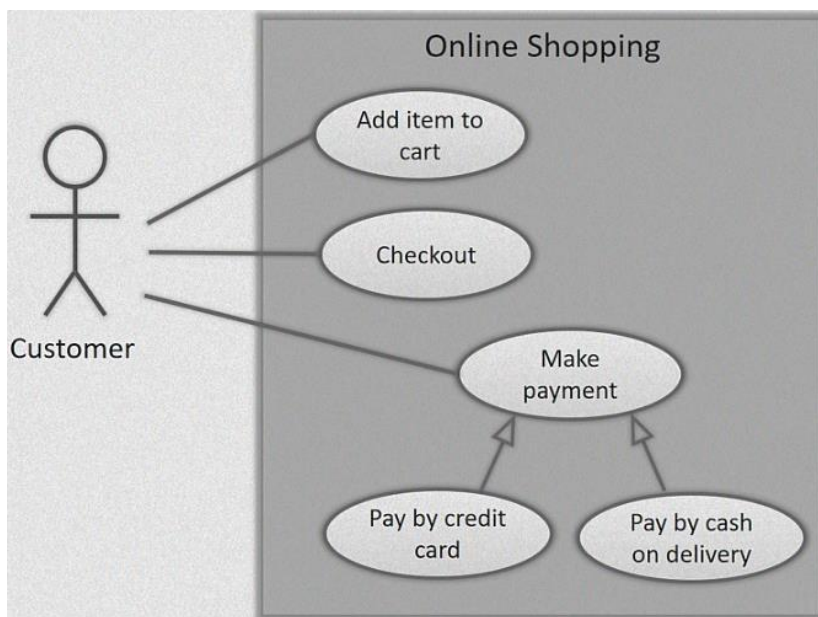 Online Shopping
Add item to
cart
Checkout
Customer
Make
payment
Pay by credit
card
Pay by cash
on delivery